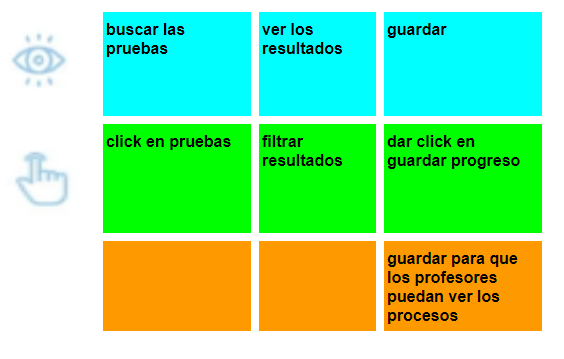 buscar las
pruebas
ver los
resultados
guardar
click en pruebas
filtrar
resultados
dar click en
guardar progreso
guardar para que
los profesores
puedan ver los
procesos